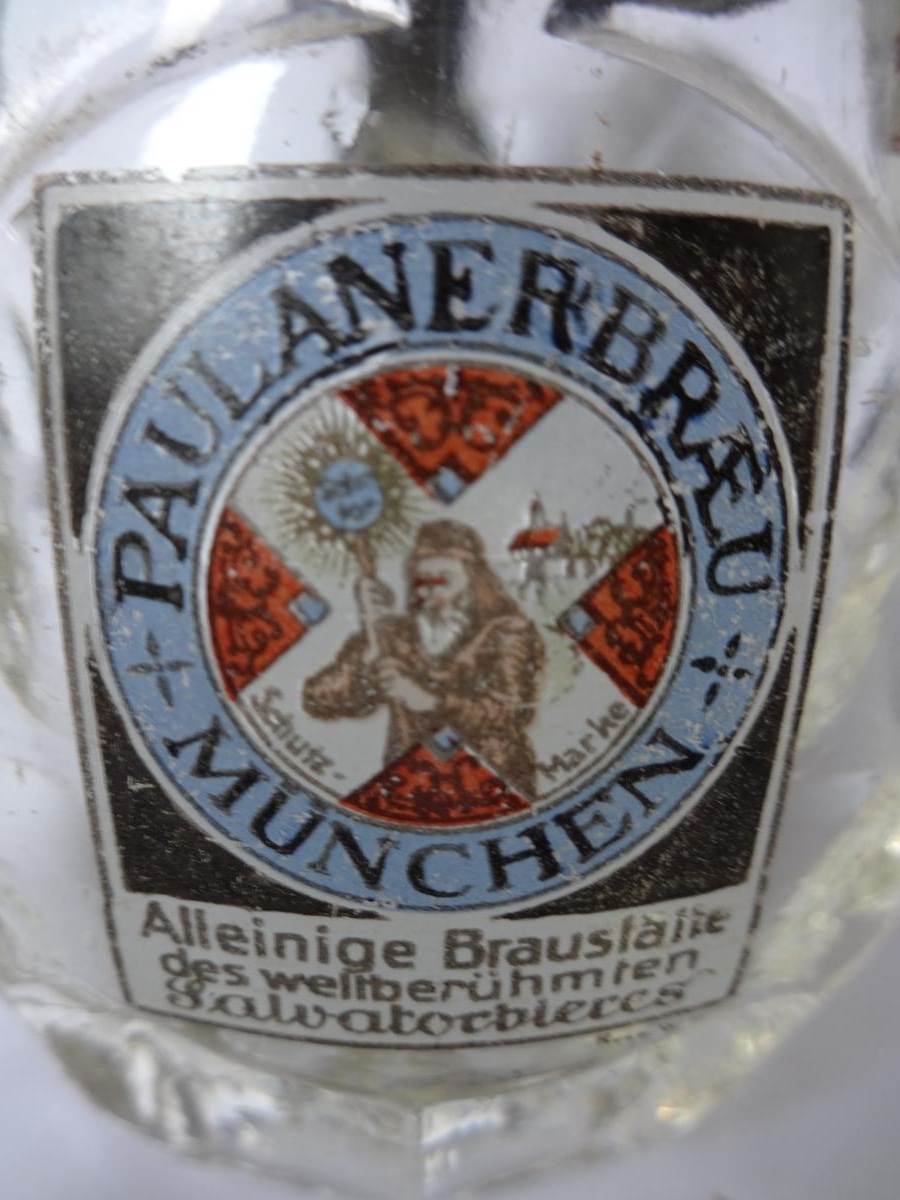 PAULANERBRÆU
MÜNCHEN
Schutz-
Marke
Alleinige Braustätte
des weltberühmten
Salvatorbieres